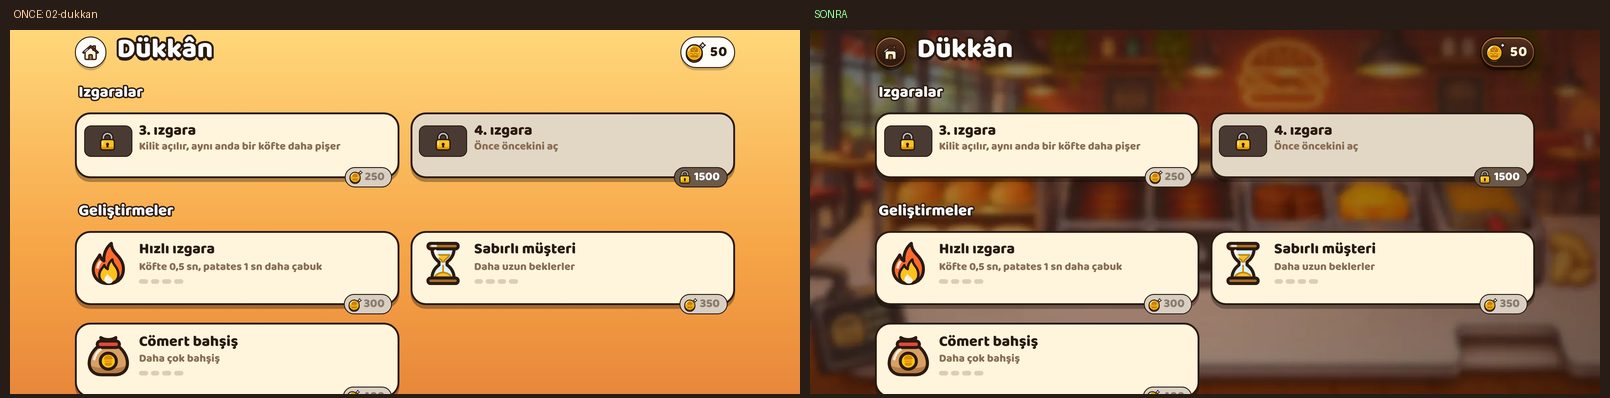 ONCE: 02-dukkan
Dükkân
50
Izgaralar
3. ızgara
Kilit açılır, aynı anda bir köfte daha pişer
250
4. ızgara
Önce öncekini aç
1500
Geliştirmeler
Hızlı ızgara
Köfte 0,5 sn, patates 1 sn daha çabuk
300
Sabırlı müşteri
Daha uzun beklerler
350
Cömert bahşiş
Daha çok bahşiş
SONRA
Dükkân
50
Izgaralar
3. ızgara
Kilit açılır, aynı anda bir köfte daha pişer
250
4. ızgara
Önce öncekini aç
1500
Geliştirmeler
Hızlı ızgara
Köfte 0,5 sn, patates 1 sn daha çabuk
300
Sabırlı müşteri
Daha uzun beklerler
350
Cömert bahşiş
Daha çok bahşiş